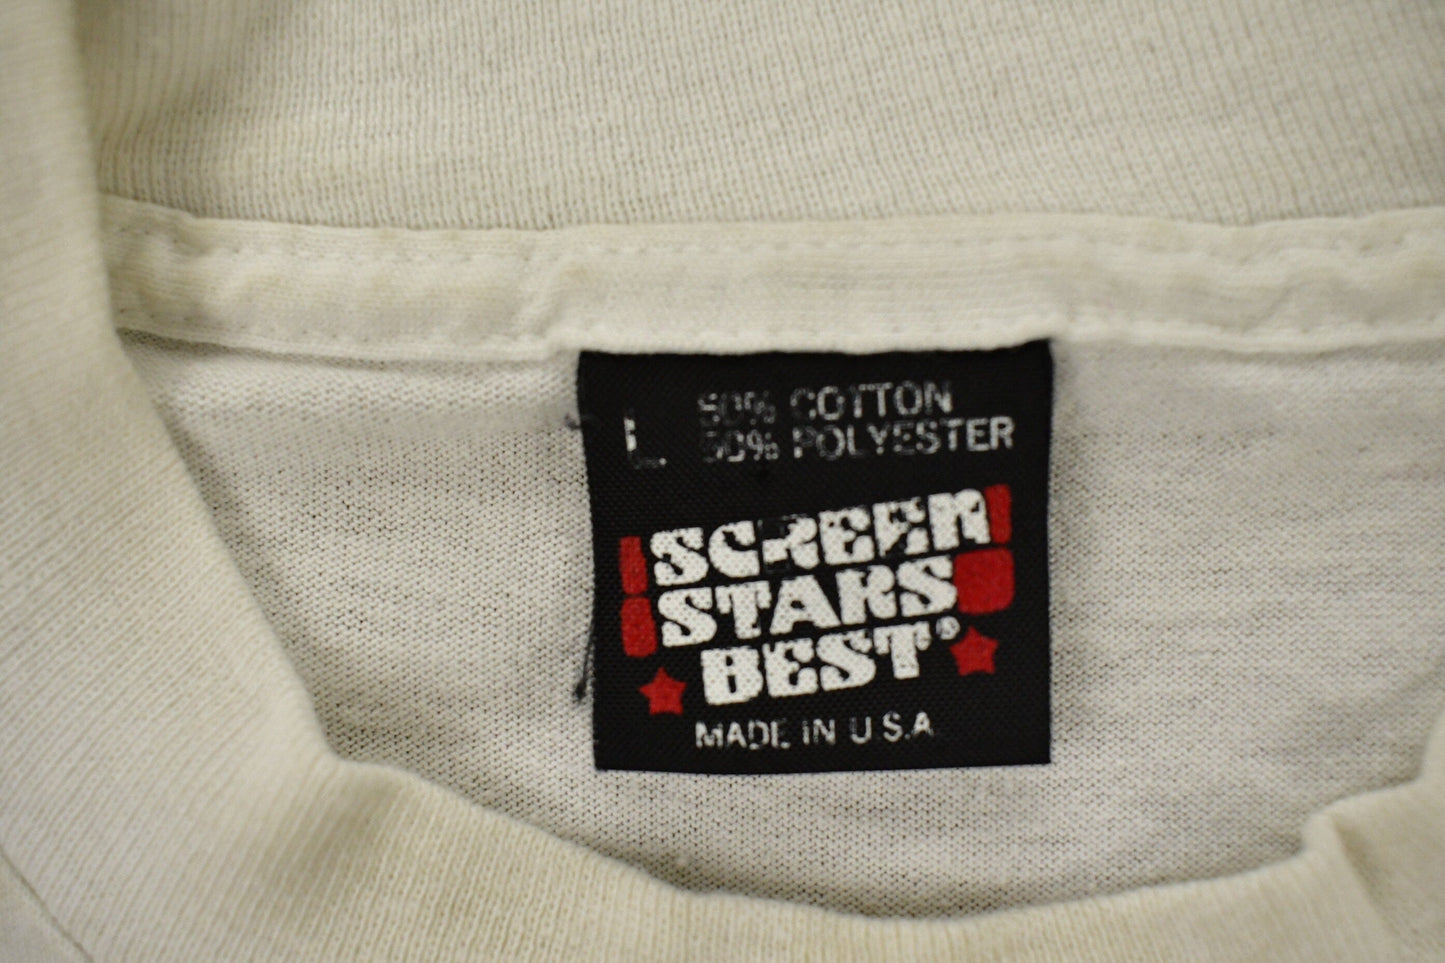 L
50% COTTON
50% POLYESTER
SCREEN
STARS
BEST®
MADE IN U.S.A.